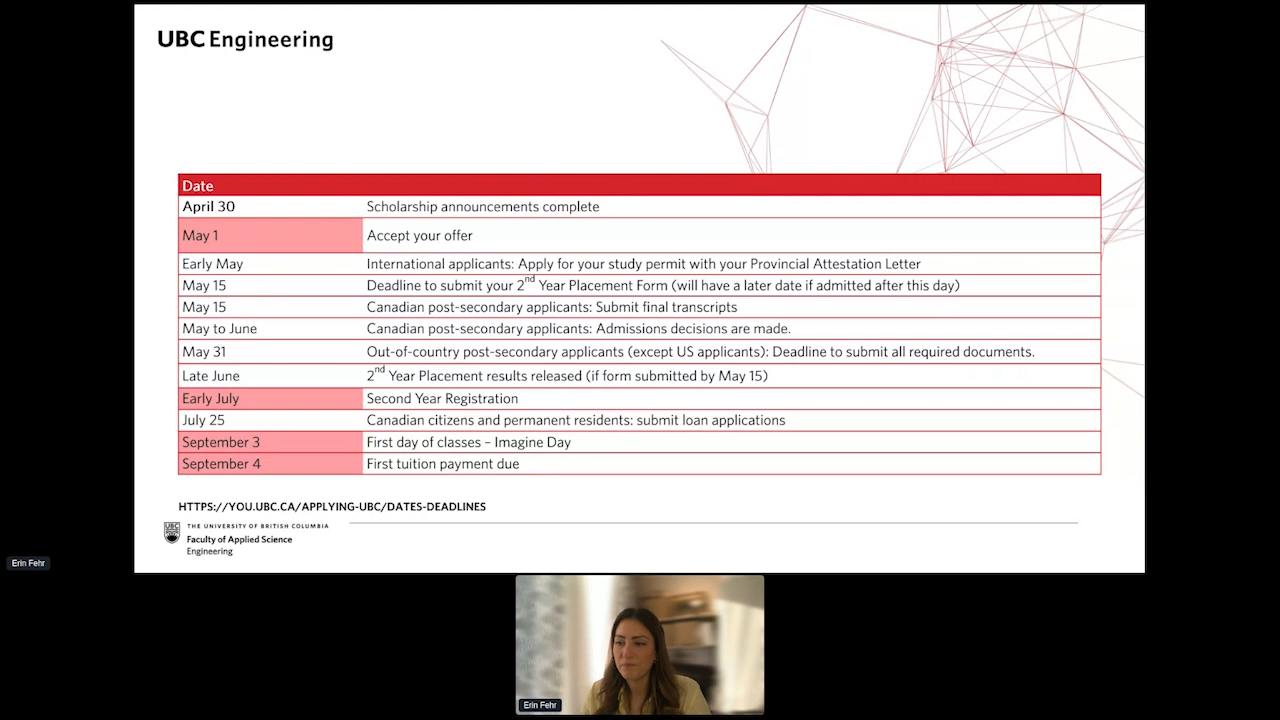 UBC Engineering
Date
April 30 Scholarship announcements complete
May 1 Accept your offer
Early May International applicants: Apply for your study permit with your Provincial Attestation Letter
May 15 Deadline to submit your 2nd Year Placement Form (will have a later date if admitted after this day)
May 15 Canadian post-secondary applicants: Submit final transcripts
May to June Canadian post-secondary applicants: Admissions decisions are made.
May 31 Out-of-country post-secondary applicants (except US applicants): Deadline to submit all required documents.
Late June 2nd Year Placement results released (if form submitted by May 15)
Early July Second Year Registration
July 25 Canadian citizens and permanent residents: submit loan applications
September 3 First day of classes – Imagine Day
September 4 First tuition payment due
HTTPS://YOU.UBC.CA/APPLYING-UBC/DATES-DEADLINES
UBC
THE UNIVERSITY OF BRITISH COLUMBIA
Faculty of Applied Science
Engineering
Erin Fehr
Erin Fehr